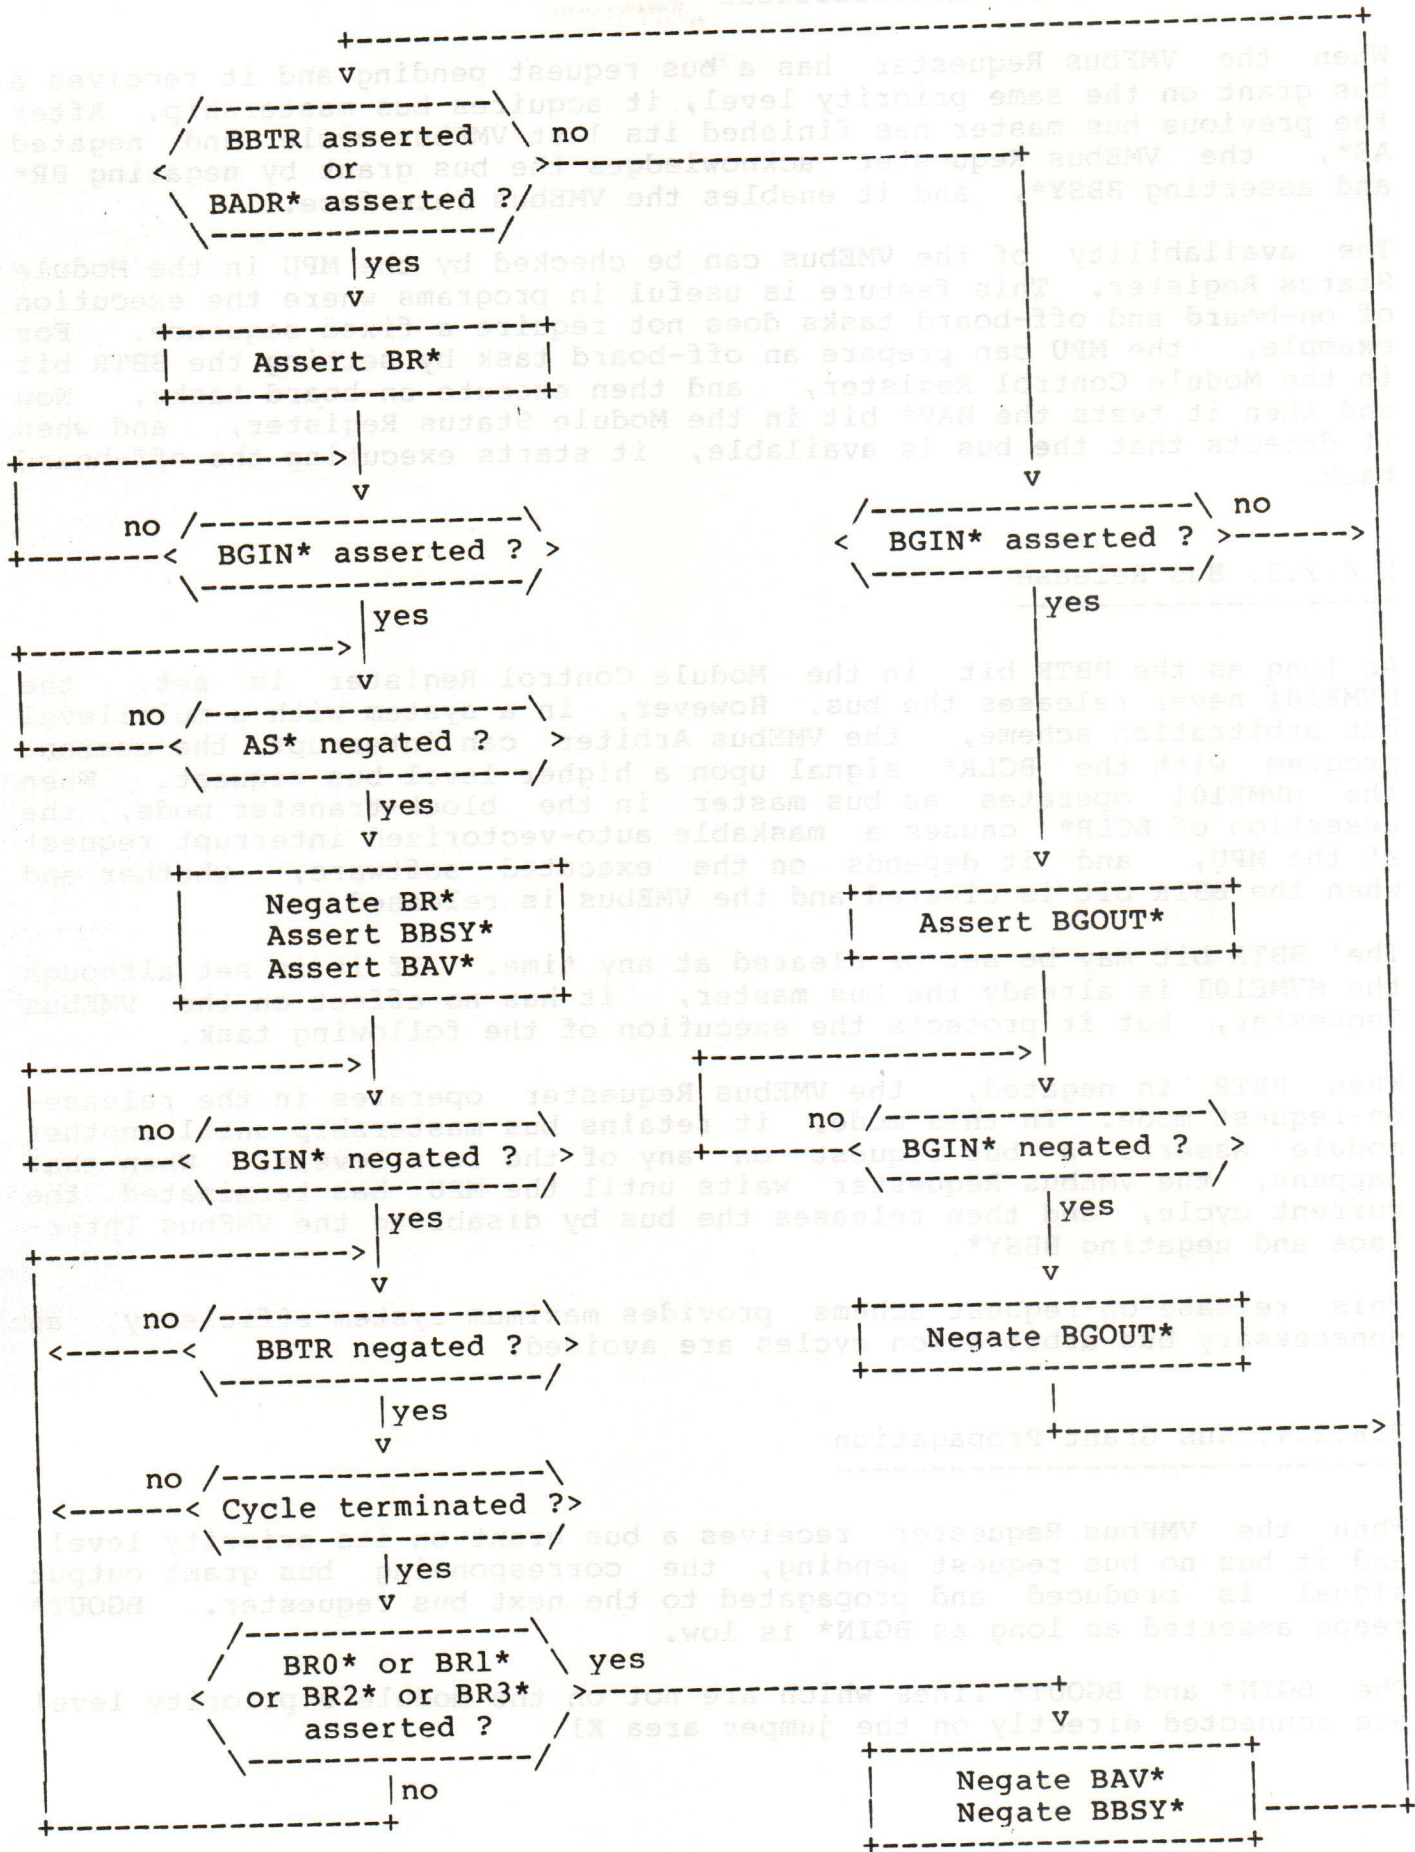 BBTR asserted
or
BADR* asserted ?
no
yes
Assert BR*
no
BGIN* asserted ?
yes
BGIN* asserted ?
no
yes
no
AS* negated ?
yes
Negate BR*
Assert BBSY*
Assert BAV*
Assert BGOUT*
no
BGIN* negated ?
yes
no
BGIN* negated ?
yes
no
BBTR negated ?
yes
Negate BGOUT*
no
Cycle terminated ?
yes
BR0* or BR1*
or BR2* or BR3*
asserted ?
yes
no
Negate BAV*
Negate BBSY*